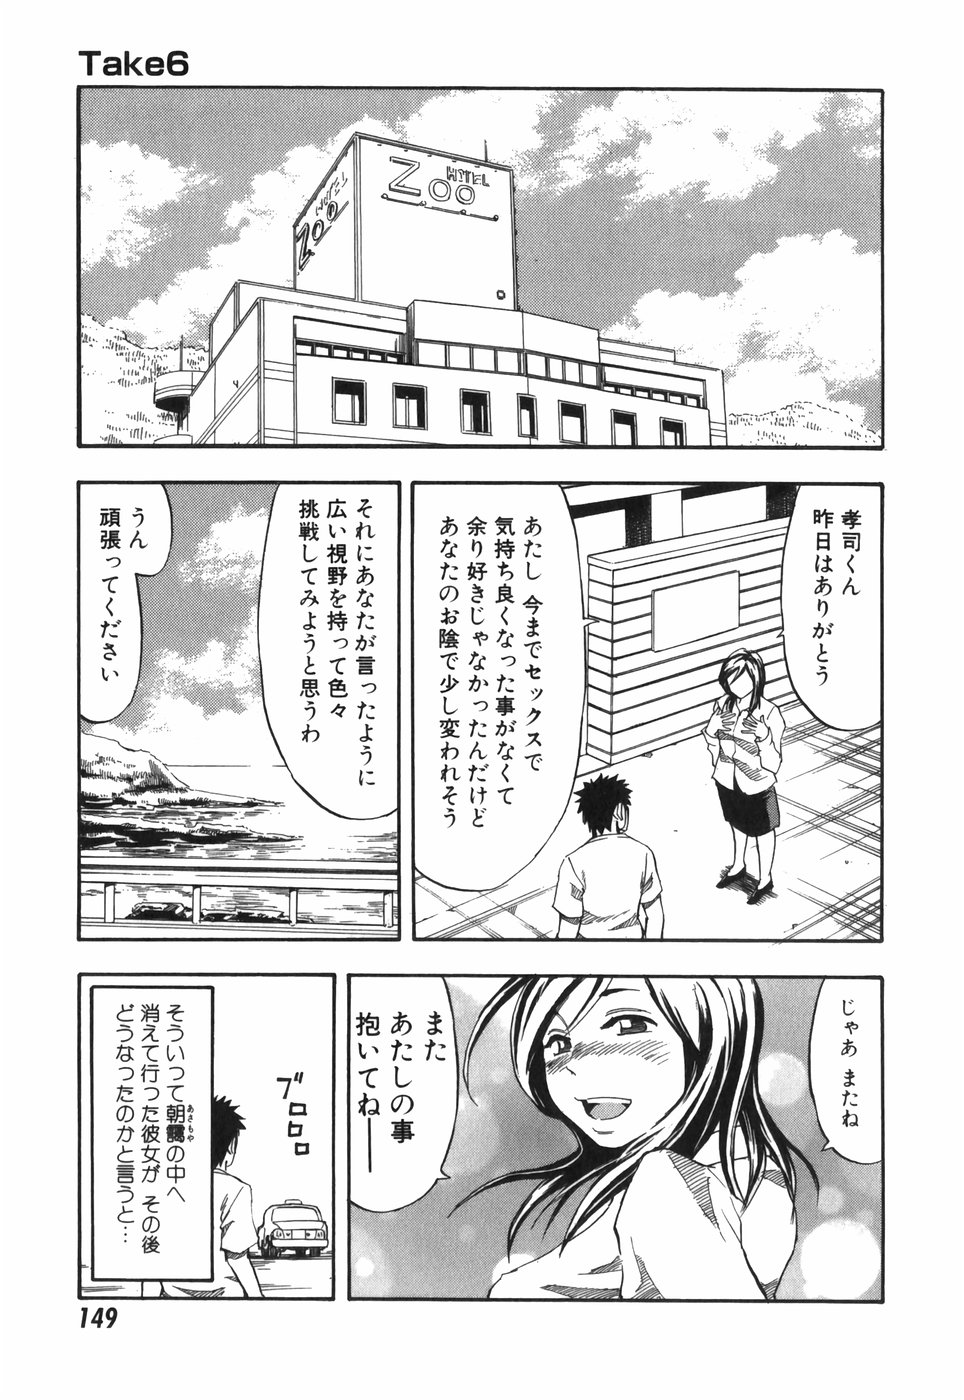 Take6
HOTEL
Zoo
HOTEL
Zoo
孝司くん
昨日はありがとう
あたし 今までセックスで
気持ち良くなった事がなくて
余り好きじゃなかったんだけど
あなたのお陰で少し変われそう
それにあなたが言ったように
広い視野を持って色々
挑戦してみようと思うわ
うん
頑張ってください
じゃあ またね
また
あたしの事
抱いてね——
ブロロロ
そういって朝靄の中へ
あさもや
消えて行った彼女が その後
どうなったのかと言うと…
149